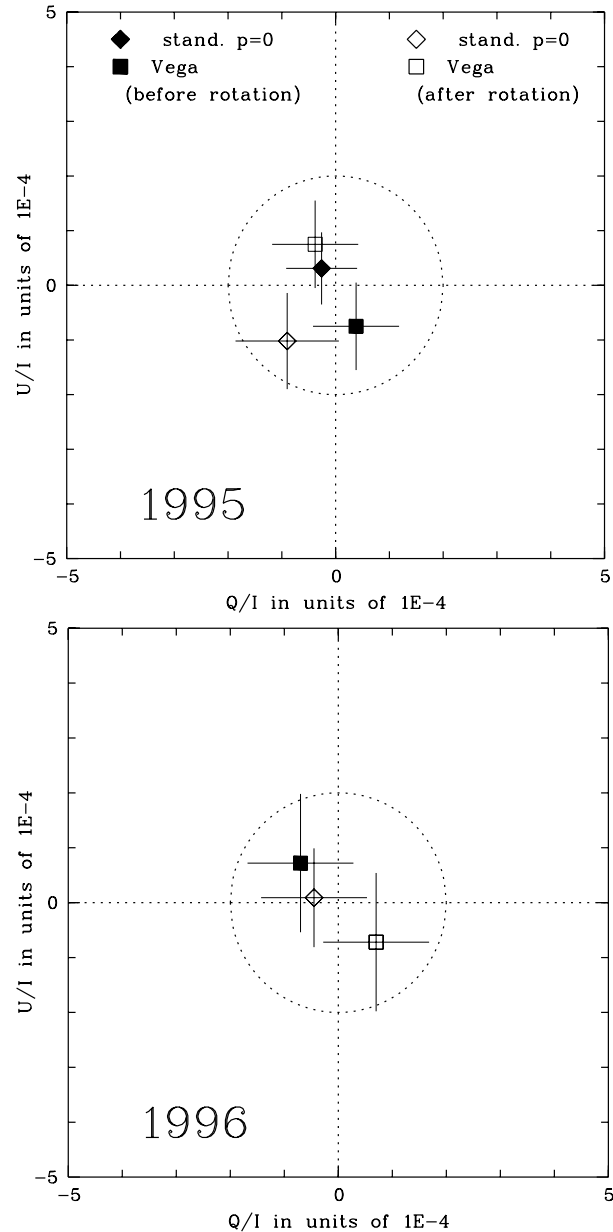 5
stand. p=0 stand. p=0
Vega Vega
(before rotation) (after rotation)
U/I in units of 1E-4
0
1995
-5
-5 0 5
Q/I in units of 1E-4
5
U/I in units of 1E-4
0
1996
-5
-5 0 5
Q/I in units of 1E-4